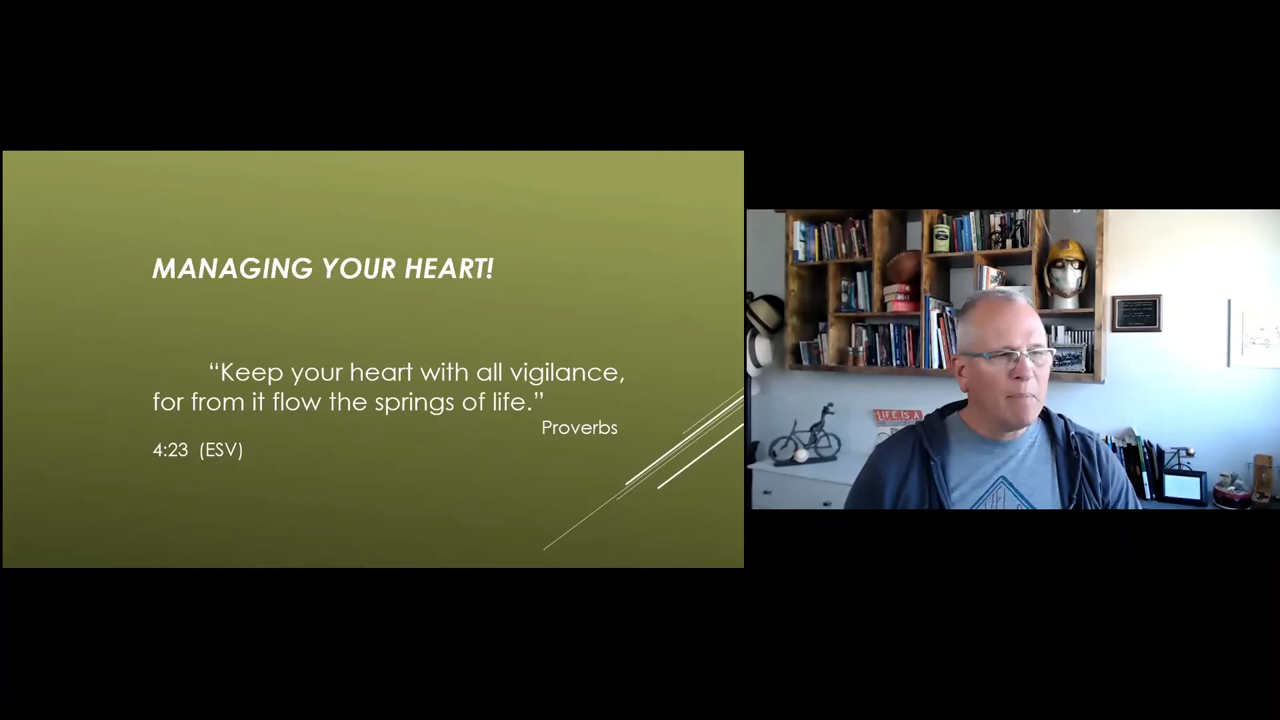 MANAGING YOUR HEART!
“Keep your heart with all vigilance,
for from it flow the springs of life.”
Proverbs
4:23 (ESV)
LIFE IS A